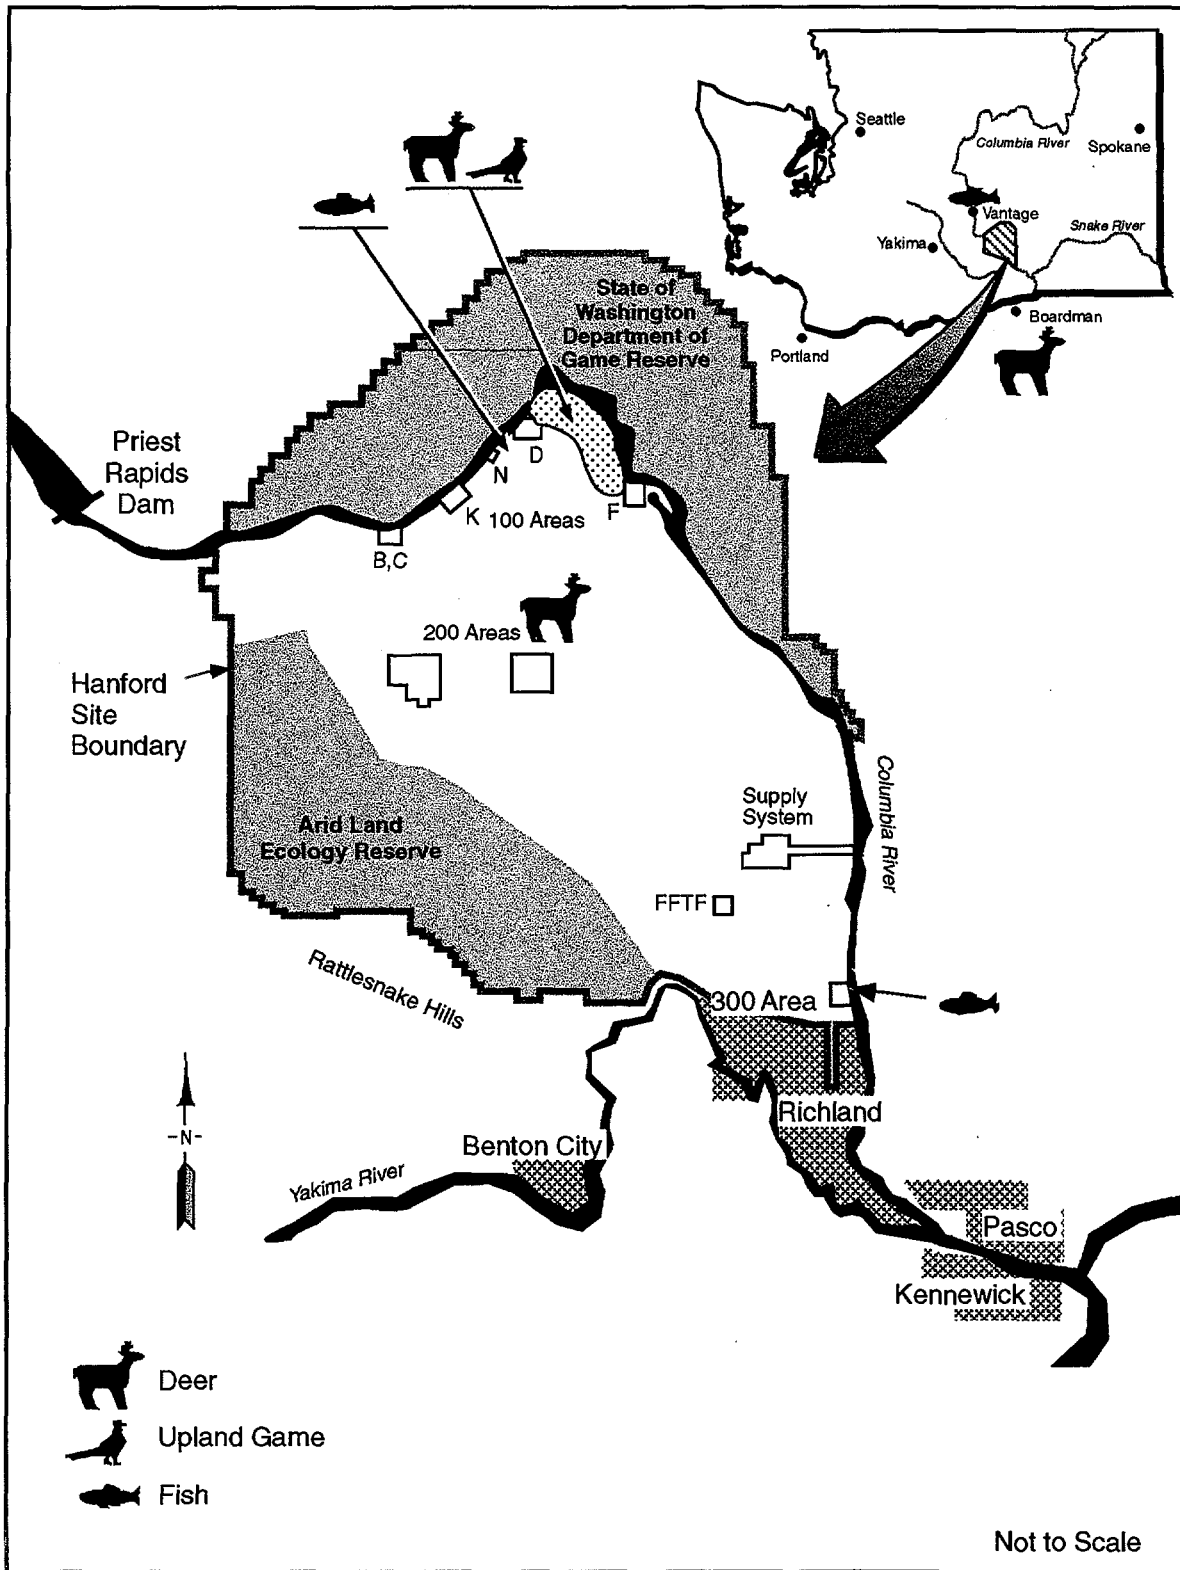 Seattle
Columbia River
Spokane
Vantage
Yakima
Snake River
Boardman
Portland
State of
Washington
Department of
Game Reserve
Priest
Rapids
Dam
D
N
K
100 Areas
F
B,C
200 Areas
Hanford
Site
Boundary
Columbia River
Supply
System
Arid Land
Ecology Reserve
FFTF
Rattlesnake Hills
300 Area
-N-
Richland
Benton City
Yakima River
Pasco
Kennewick
Deer
Upland Game
Fish
Not to Scale